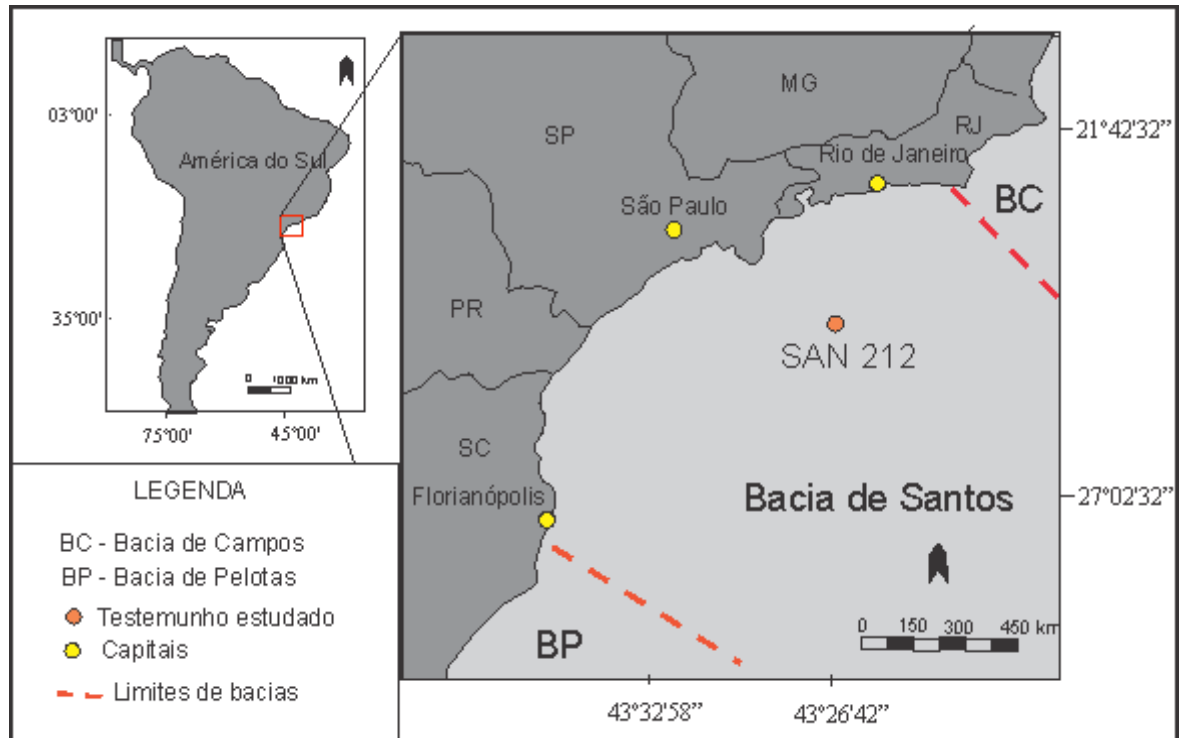 03°00'
América do Sul
35°00'
0 1000 km
75°00' 45°00'
MG
SP
RJ
Rio de Janeiro
21°42'32”
BC
São Paulo
PR
SAN 212
SC
Florianópolis
Bacia de Santos
27°02'32”
BP
0 150 300 450 km
43°32'58” 43°26'42”
LEGENDA
BC - Bacia de Campos
BP - Bacia de Pelotas
Testemunho estudado
Capitais
Limites de bacias